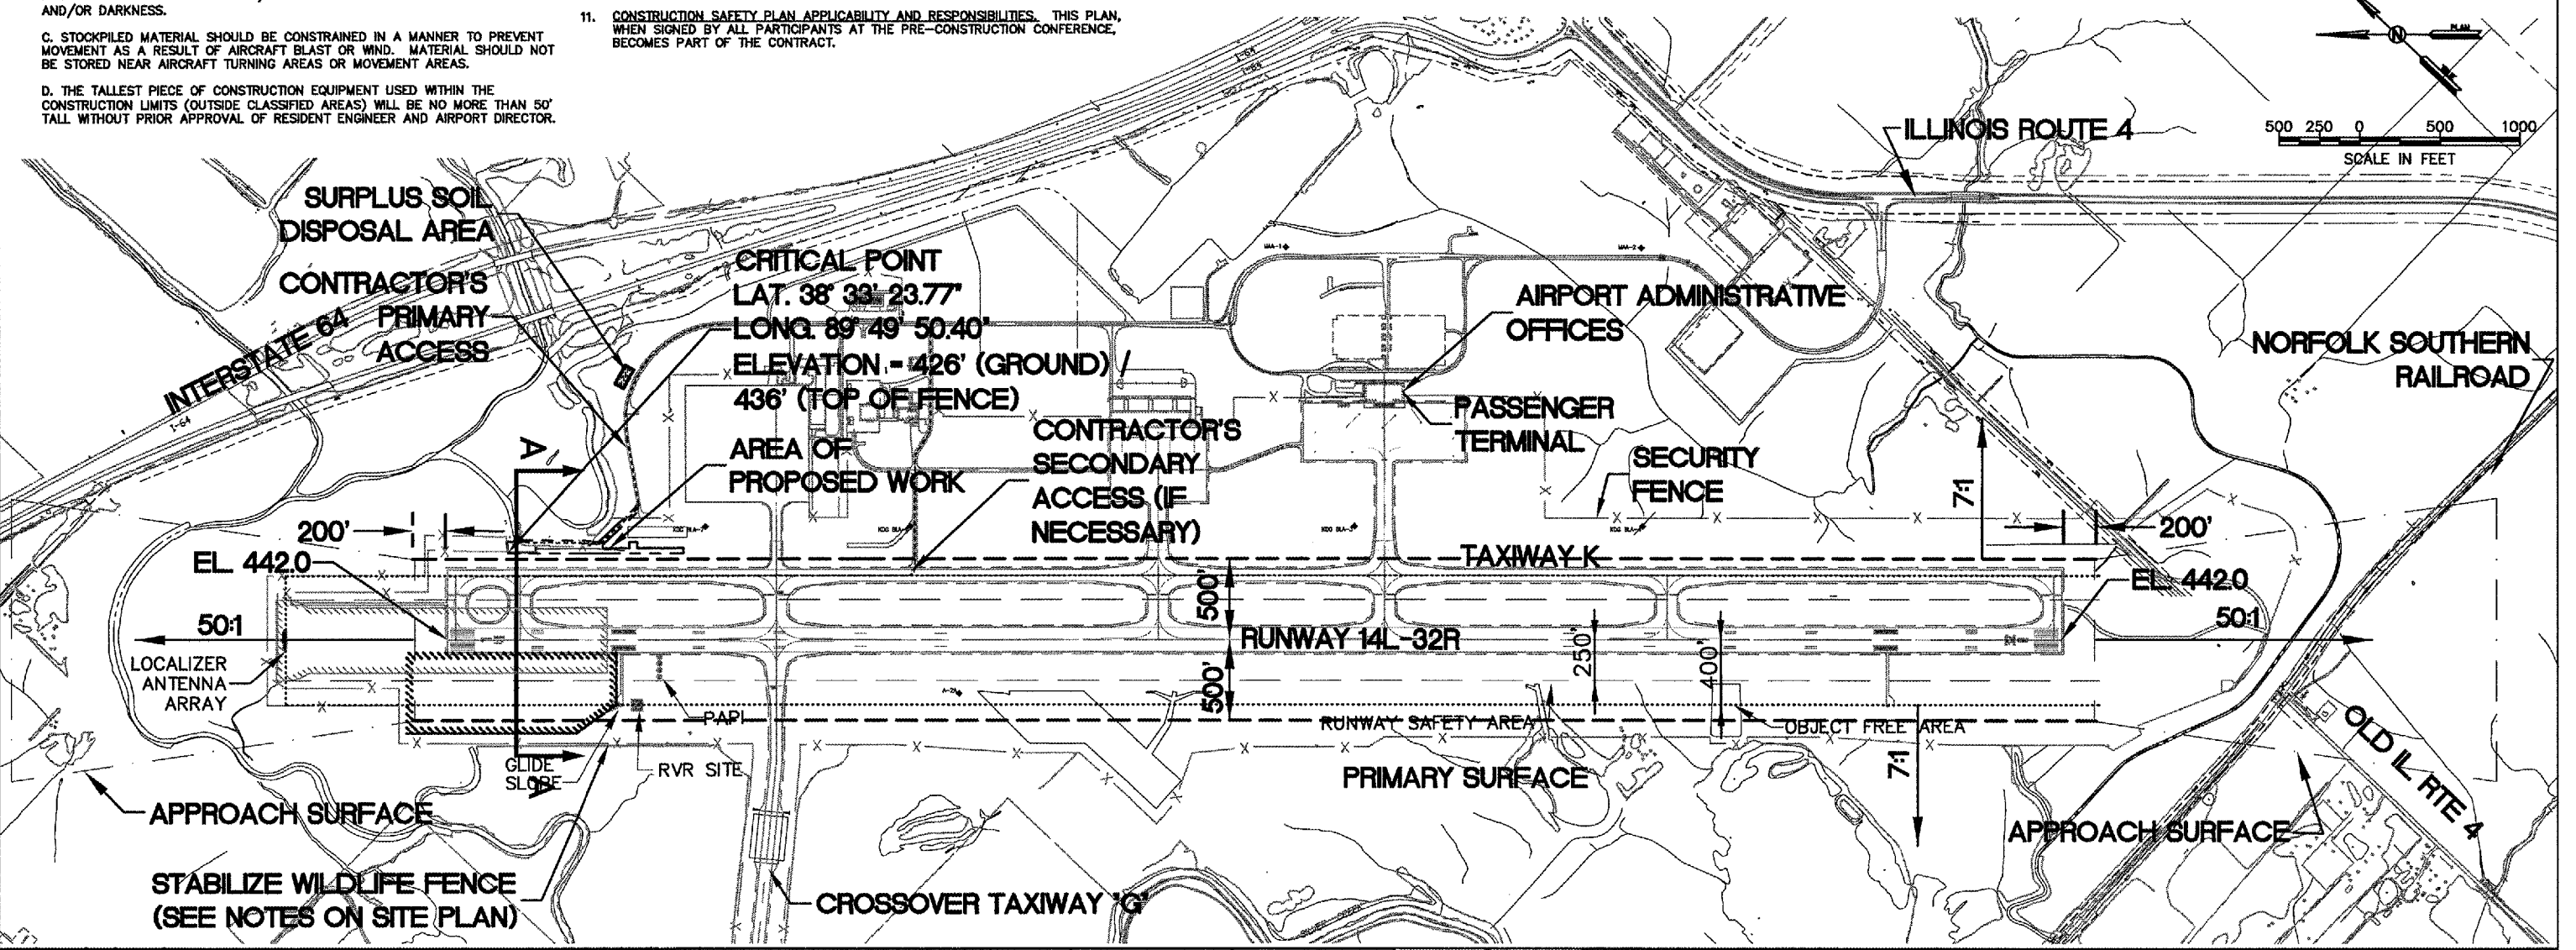 AND/OR DARKNESS.
C. STOCKPILED MATERIAL SHOULD BE CONSTRAINED IN A MANNER TO PREVENT
MOVEMENT AS A RESULT OF AIRCRAFT BLAST OR WIND. MATERIAL SHOULD NOT
BE STORED NEAR AIRCRAFT TURNING AREAS OR MOVEMENT AREAS.
D. THE TALLEST PIECE OF CONSTRUCTION EQUIPMENT USED WITHIN THE
CONSTRUCTION LIMITS (OUTSIDE CLASSIFIED AREAS) WILL BE NO MORE THAN 50'
TALL WITHOUT PRIOR APPROVAL OF RESIDENT ENGINEER AND AIRPORT DIRECTOR.
11. CONSTRUCTION SAFETY PLAN APPLICABILITY AND RESPONSIBILITIES. THIS PLAN,
WHEN SIGNED BY ALL PARTICIPANTS AT THE PRE-CONSTRUCTION CONFERENCE,
BECOMES PART OF THE CONTRACT.
I-64
I-64
PLAN
N
ILLINOIS ROUTE 4
500 250 0 500 1000
SCALE IN FEET
SURPLUS SOIL
DISPOSAL AREA
CONTRACTOR'S
PRIMARY
ACCESS
INTERSTATE 64
I-64
CRITICAL POINT
LAT. 38° 33' 23.77"
LONG. 89° 49' 50.40"
ELEVATION = 426' (GROUND) /
436' (TOP OF FENCE)
AREA OF
PROPOSED WORK
CONTRACTOR'S
SECONDARY
ACCESS (IF
NECESSARY)
AIRPORT ADMINISTRATIVE
OFFICES
PASSENGER
TERMINAL
SECURITY
FENCE
NORFOLK SOUTHERN
RAILROAD
7:1
200'
200'
A'
EL. 442.0
EL. 442.0
TAXIWAY K
50:1
50:1
500'
RUNWAY 14L-32R
500'
250'
400'
LOCALIZER
ANTENNA
ARRAY
PAPI
RVR SITE
GLIDE
SLOPE
A
RUNWAY SAFETY AREA
OBJECT FREE AREA
PRIMARY SURFACE
7:1
APPROACH SURFACE
APPROACH SURFACE
OLD IL RTE 4
STABILIZE WILDLIFE FENCE
(SEE NOTES ON SITE PLAN)
CROSSOVER TAXIWAY "G"